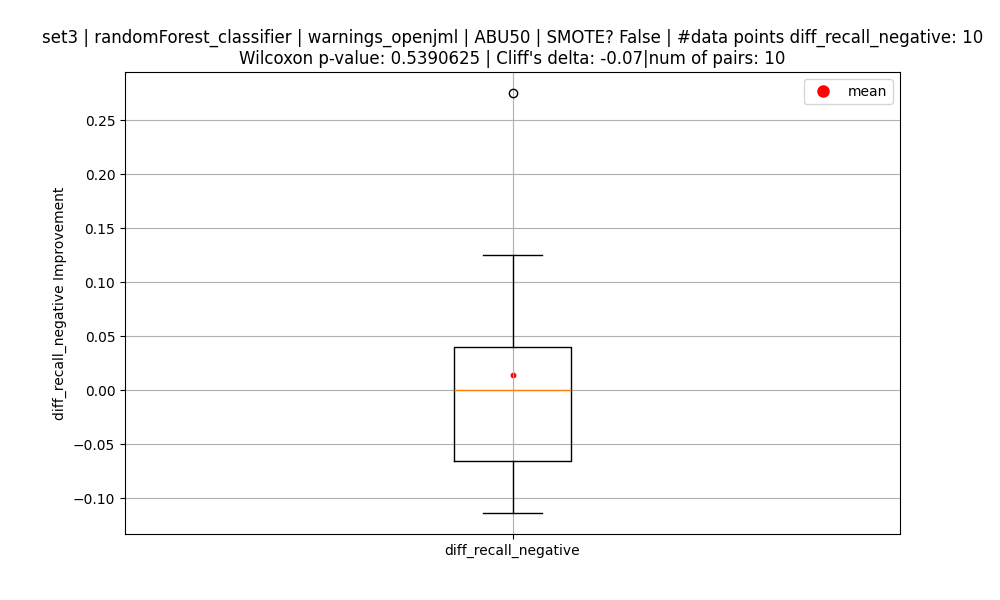 set3 | randomForest_classifier | warnings_openjml | ABU50 | SMOTE? False | #data points diff_recall_negative: 10
Wilcoxon p-value: 0.5390625 | Cliff's delta: -0.07|num of pairs: 10
mean
0.25
0.20
0.15
0.10
0.05
0.00
−0.05
−0.10
diff_recall_negative Improvement
diff_recall_negative